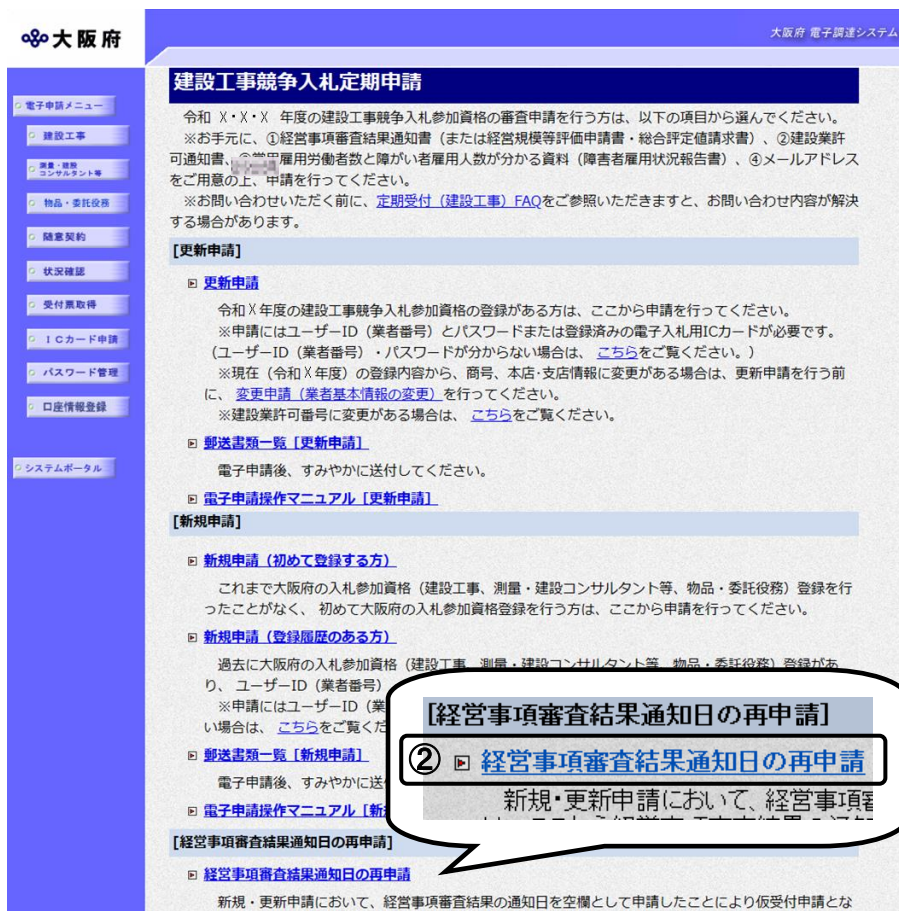 大阪府
大阪府 電子調達システム
電子申請メニュー
建設工事
測量・建設
コンサルタント等
物品・委託役務
随意契約
状況確認
受付票取得
ICカード申請
パスワード管理
口座情報登録
システムポータル
建設工事競争入札定期申請
令和 X・X・X 年度の建設工事競争入札参加資格の審査申請を行う方は、以下の項目から選んでください。
※お手元に、①経営事項審査結果通知書(または経営規模等評価申請書・総合評定値請求書)、②建設業許
可通知書、③常用雇用労働者数と障がい者雇用人数が分かる資料(障害者雇用状況報告書)、④メールアドレス
をご用意の上、申請を行ってください。
※お問い合わせいただく前に、定期受付(建設工事)FAQをご参照いただきますと、お問い合わせ内容が解決
する場合があります。
[更新申請]
更新申請
令和X年度の建設工事競争入札参加資格の登録がある方は、ここから申請を行ってください。
※申請にはユーザーID(業者番号)とパスワードまたは登録済みの電子入札用ICカードが必要です。
(ユーザーID(業者番号)・パスワードが分からない場合は、 こちらをご覧ください。)
※現在(令和X年度)の登録内容から、商号、本店・支店情報に変更がある場合は、更新申請を行う前
に、 変更申請(業者基本情報の変更)を行ってください。
※建設業許可番号に変更がある場合は、 こちらをご覧ください。
郵送書類一覧[更新申請]
電子申請後、すみやかに送付してください。
電子申請操作マニュアル[更新申請]
[新規申請]
新規申請(初めて登録する方)
これまで大阪府の入札参加資格(建設工事、測量・建設コンサルタント等、物品・委託役務)登録を行
ったことがなく、 初めて大阪府の入札参加資格登録を行う方は、ここから申請を行ってください。
新規申請(登録履歴のある方)
過去に大阪府の入札参加資格(建設工事、測量・建設コンサルタント等、物品・委託役務)登録があ
り、 ユーザーID(業者番号)
※申請にはユーザーID(業
い場合は、 こちらをご覧くだ
郵送書類一覧[新規申請]
電子申請後、すみやかに送
電子申請操作マニュアル[新
[経営事項審査結果通知日の再申請]
経営事項審査結果通知日の再申請
新規・更新申請において、経営事項審査結果の通知日を空欄として申請したことにより仮受付申請とな
[経営事項審査結果通知日の再申請]
② 経営事項審査結果通知日の再申請
新規・更新申請において、経営事項審